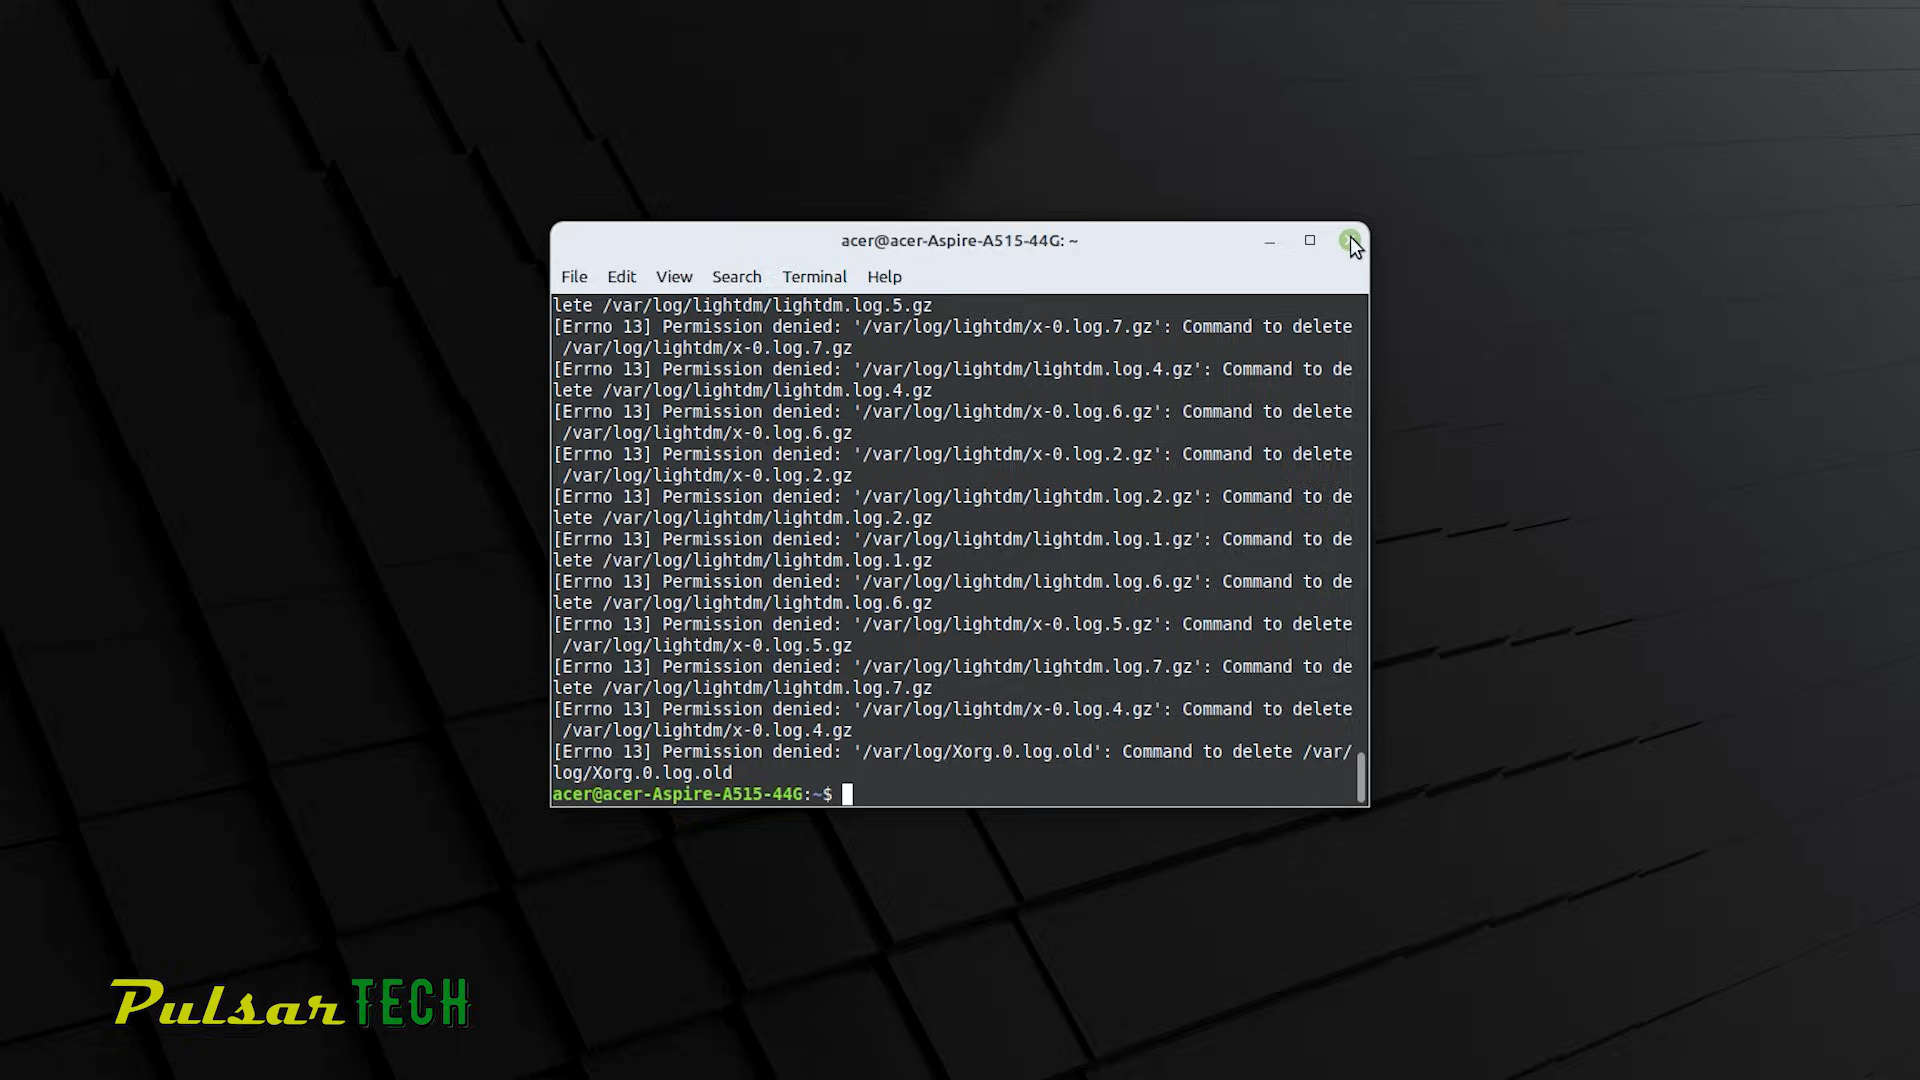 acer@acer-Aspire-A515-44G: ~
File Edit View Search Terminal Help
lete /var/log/lightdm/lightdm.log.5.gz
[Errno 13] Permission denied: '/var/log/lightdm/x-0.log.7.gz': Command to delete
/var/log/lightdm/x-0.log.7.gz
[Errno 13] Permission denied: '/var/log/lightdm/lightdm.log.4.gz': Command to de
lete /var/log/lightdm/lightdm.log.4.gz
[Errno 13] Permission denied: '/var/log/lightdm/x-0.log.6.gz': Command to delete
/var/log/lightdm/x-0.log.6.gz
[Errno 13] Permission denied: '/var/log/lightdm/x-0.log.2.gz': Command to delete
/var/log/lightdm/x-0.log.2.gz
[Errno 13] Permission denied: '/var/log/lightdm/lightdm.log.2.gz': Command to de
lete /var/log/lightdm/lightdm.log.2.gz
[Errno 13] Permission denied: '/var/log/lightdm/lightdm.log.1.gz': Command to de
lete /var/log/lightdm/lightdm.log.1.gz
[Errno 13] Permission denied: '/var/log/lightdm/lightdm.log.6.gz': Command to de
lete /var/log/lightdm/lightdm.log.6.gz
[Errno 13] Permission denied: '/var/log/lightdm/x-0.log.5.gz': Command to delete
/var/log/lightdm/x-0.log.5.gz
[Errno 13] Permission denied: '/var/log/lightdm/lightdm.log.7.gz': Command to de
lete /var/log/lightdm/lightdm.log.7.gz
[Errno 13] Permission denied: '/var/log/lightdm/x-0.log.4.gz': Command to delete
/var/log/lightdm/x-0.log.4.gz
[Errno 13] Permission denied: '/var/log/Xorg.0.log.old': Command to delete /var/
log/Xorg.0.log.old
acer@acer-Aspire-A515-44G:~$
Pulsar TECH